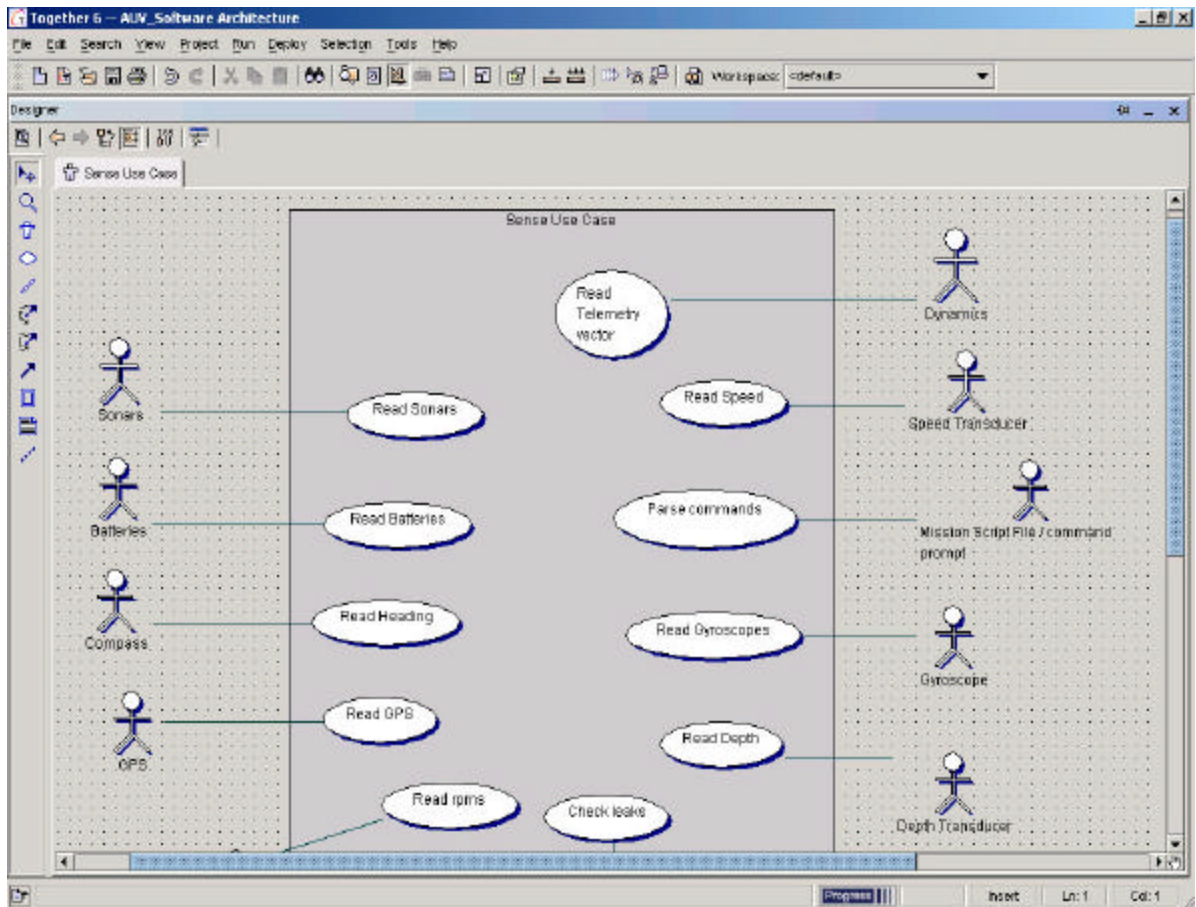 Together 6 — AUV_Software Architecture
File Edit Search View Project Run Deploy Selection Tools Help
Workspace: <default>
Designer
Sense Use Case
Sense Use Case
Read
Telemetry
vector
Dynamics
Read Sonars
Sonars
Read Speed
Speed Transducer
Read Batteries
Batteries
Parse commands
Mission Script File / command
prompt
Read Heading
Compass
Read Gyroscopes
Gyroscope
Read GPS
GPS
Read Depth
Depth Transducer
Read rpms
Check leaks
Progress
Insert
Ln: 1
Col: 1